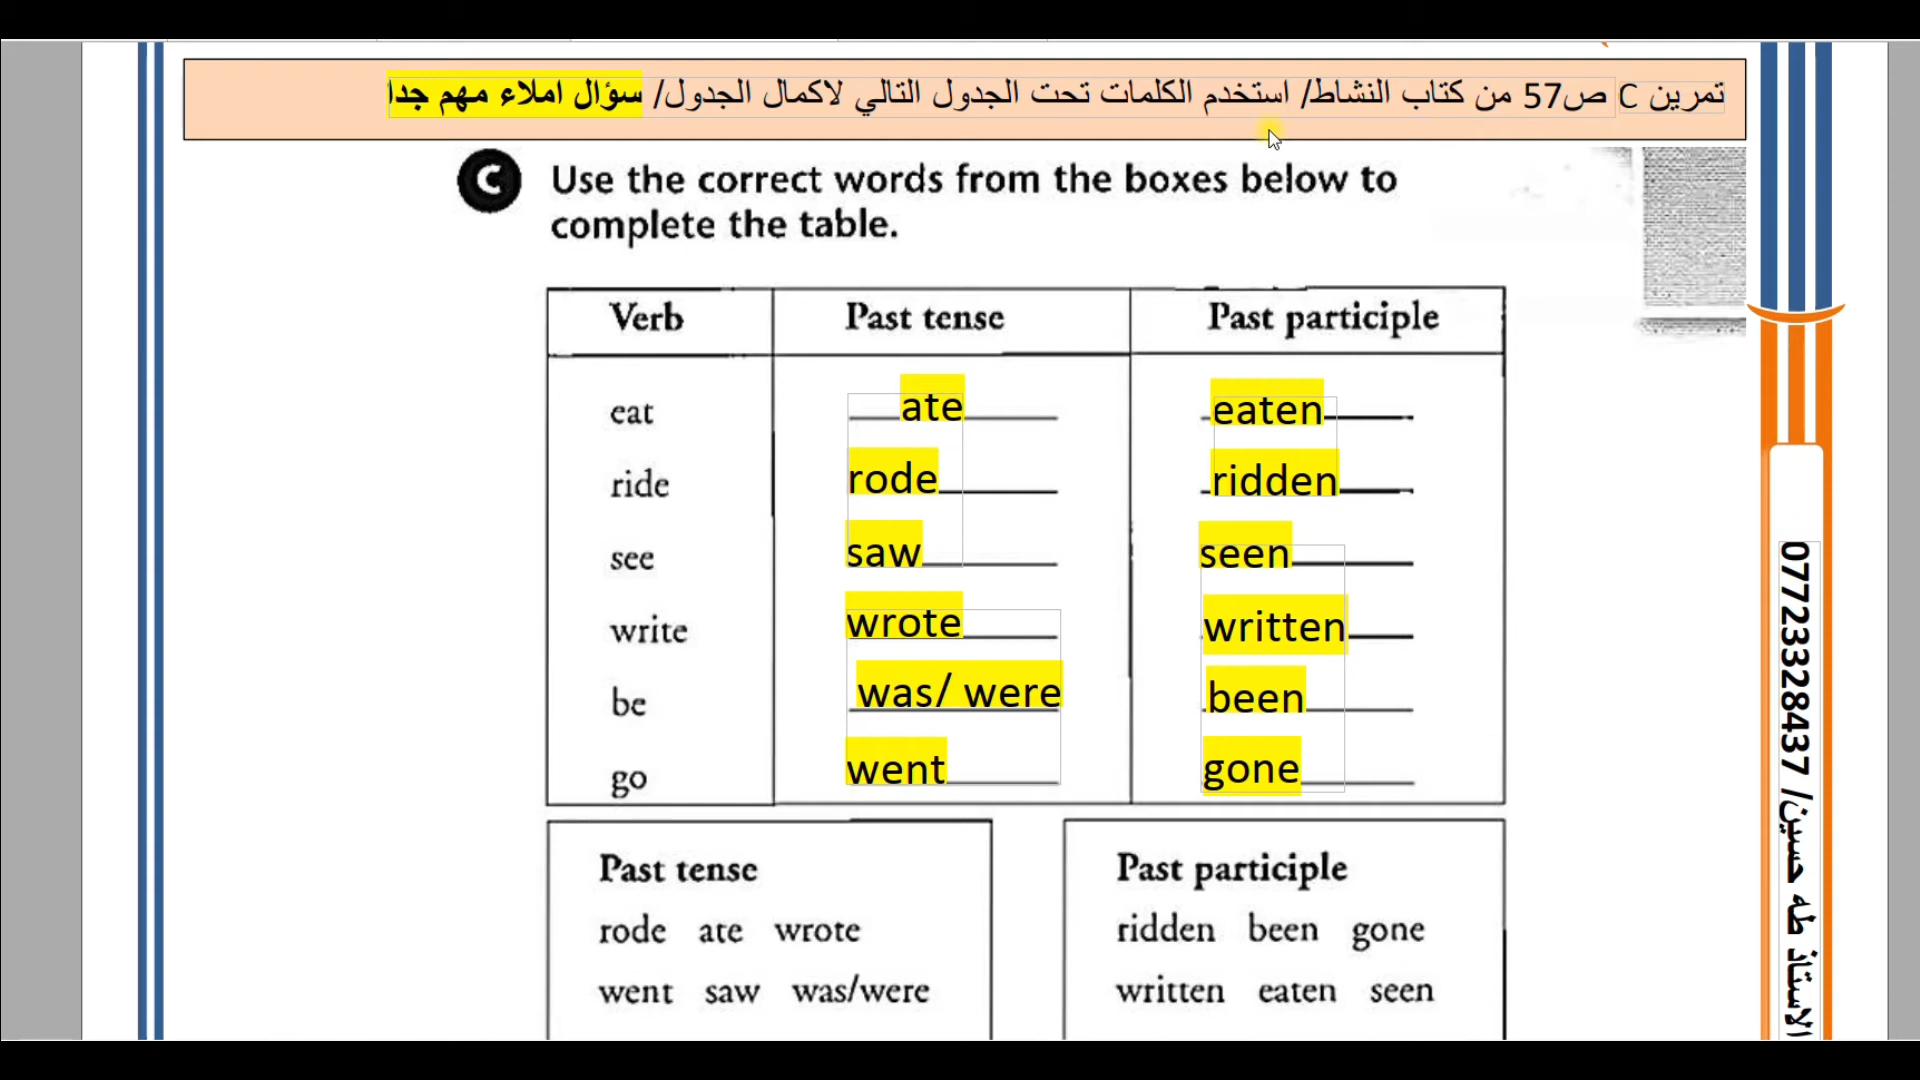 تمرين C ص57 من كتاب النشاط/ استخدم الكلمات تحت الجدول التالي لاكمال الجدول/ سؤال املاء مهم جدا
C Use the correct words from the boxes below to
complete the table.
Verb Past tense Past participle
eat ate eaten
ride rode ridden
see saw seen
write wrote written
be was/ were been
go went gone
Past tense
rode ate wrote
went saw was/were
Past participle
ridden been gone
written eaten seen
الاستاذ طه حسين/ 07723328437